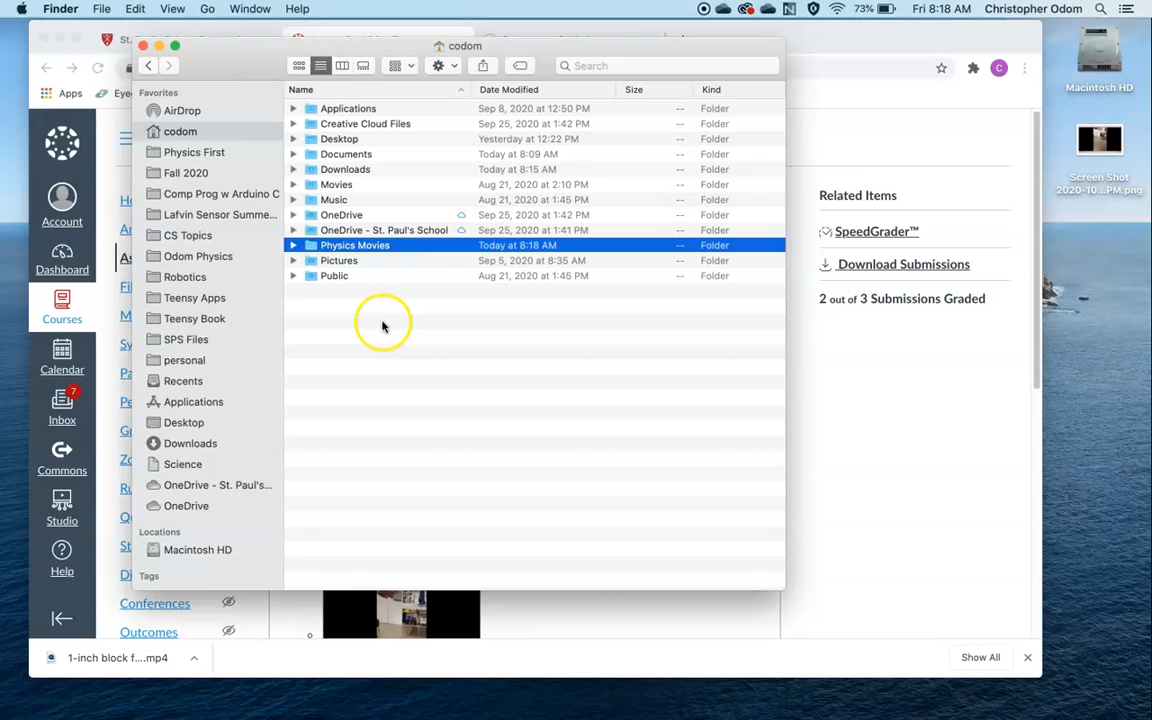 Finder File Edit View Go Window Help 73% Fri 8:18 AM Christopher Odom
codom
Search
Apps
Favorites
AirDrop
codom
Physics First
Fall 2020
Comp Prog w Arduino C
Lafvin Sensor Summe...
CS Topics
Odom Physics
Robotics
Teensy Apps
Teensy Book
SPS Files
personal
Recents
Applications
Desktop
Downloads
Science
OneDrive - St. Paul's...
OneDrive
Locations
Macintosh HD
Tags
Name Date Modified Size Kind
Applications Sep 8, 2020 at 12:50 PM -- Folder
Creative Cloud Files Sep 25, 2020 at 1:42 PM -- Folder
Desktop Yesterday at 12:22 PM -- Folder
Documents Today at 8:09 AM -- Folder
Downloads Today at 8:15 AM -- Folder
Movies Aug 21, 2020 at 2:10 PM -- Folder
Music Aug 21, 2020 at 1:45 PM -- Folder
OneDrive Sep 25, 2020 at 1:42 PM -- Folder
OneDrive - St. Paul's School Sep 25, 2020 at 1:41 PM -- Folder
Physics Movies Today at 8:18 AM -- Folder
Pictures Sep 5, 2020 at 8:35 AM -- Folder
Public Aug 21, 2020 at 1:45 PM -- Folder
Account
Dashboard
Courses
Calendar
7
Inbox
Commons
Studio
Help
Conferences
Outcomes
Related Items
SpeedGrader™
Download Submissions
2 out of 3 Submissions Graded
C
Macintosh HD
Screen Shot
2020-10...PM.png
1-inch block f....mp4
Show All